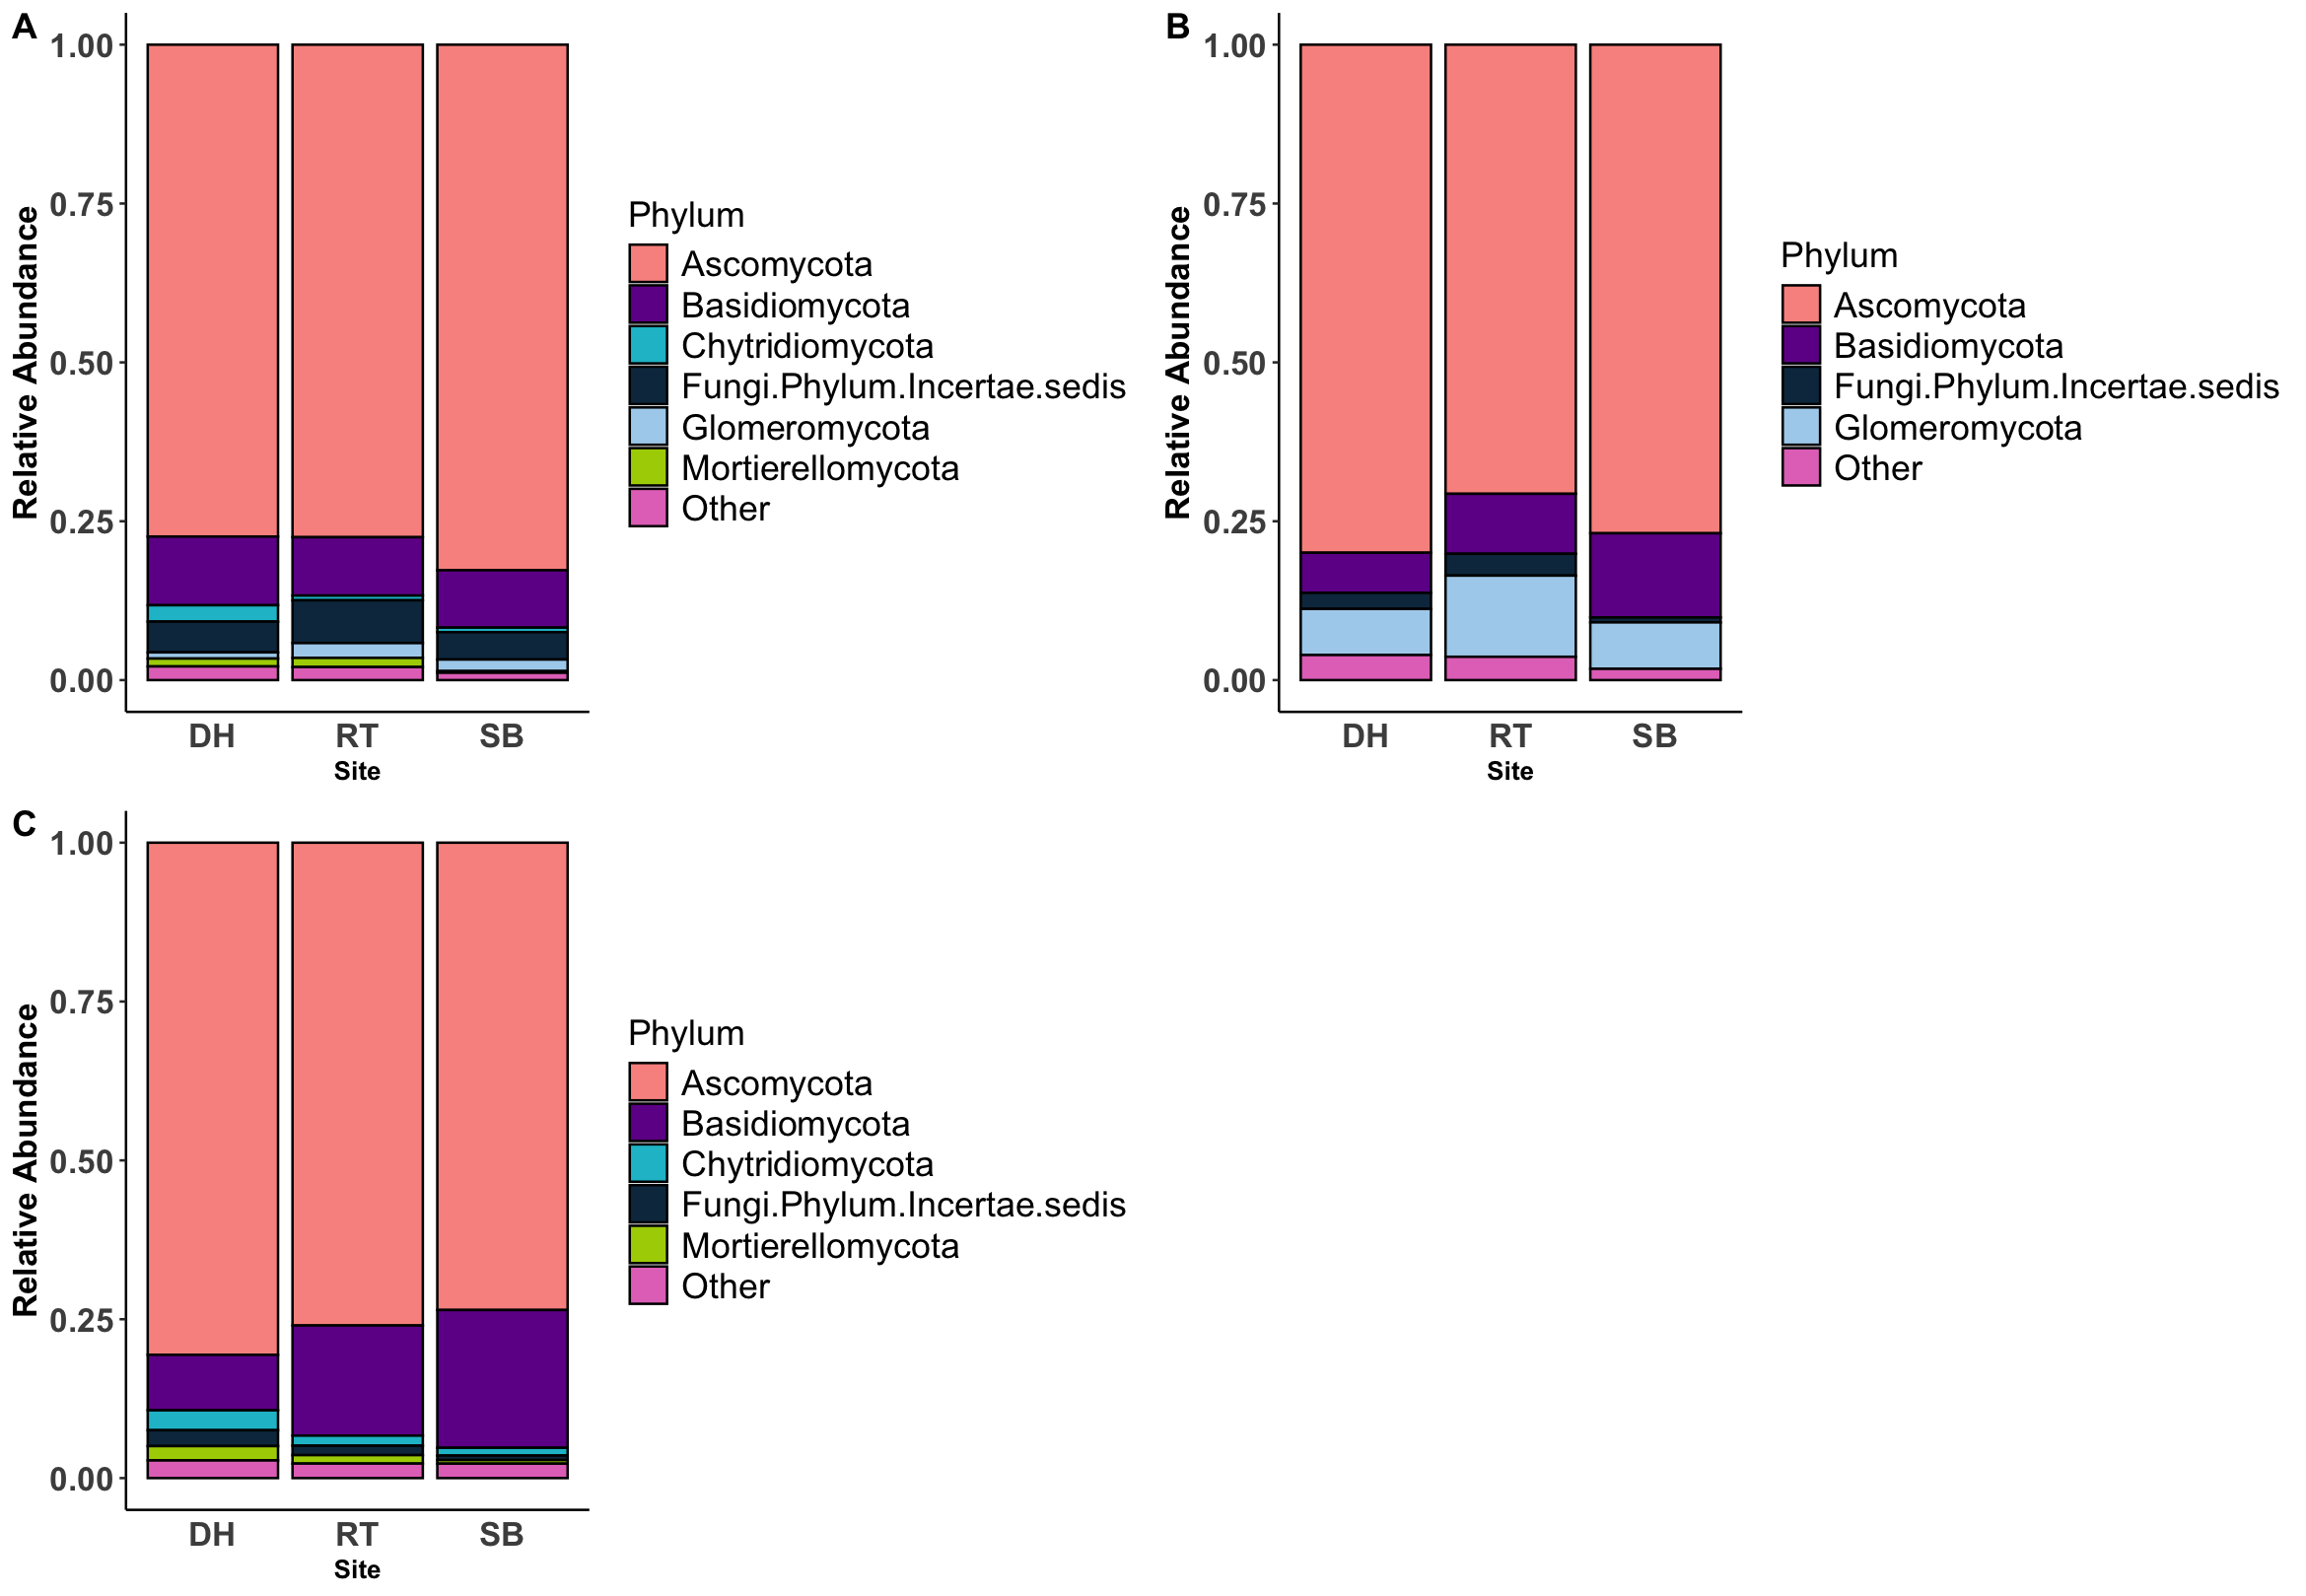 A
1.00
0.75
0.50
0.25
0.00
Relative Abundance
DH RT SB
Site
Phylum
Ascomycota
Basidiomycota
Chytridiomycota
Fungi.Phylum.Incertae.sedis
Glomeromycota
Mortierellomycota
Other
B
1.00
0.75
0.50
0.25
0.00
Relative Abundance
DH RT SB
Site
Phylum
Ascomycota
Basidiomycota
Fungi.Phylum.Incertae.sedis
Glomeromycota
Other
C
1.00
0.75
0.50
0.25
0.00
Relative Abundance
DH RT SB
Site
Phylum
Ascomycota
Basidiomycota
Chytridiomycota
Fungi.Phylum.Incertae.sedis
Mortierellomycota
Other